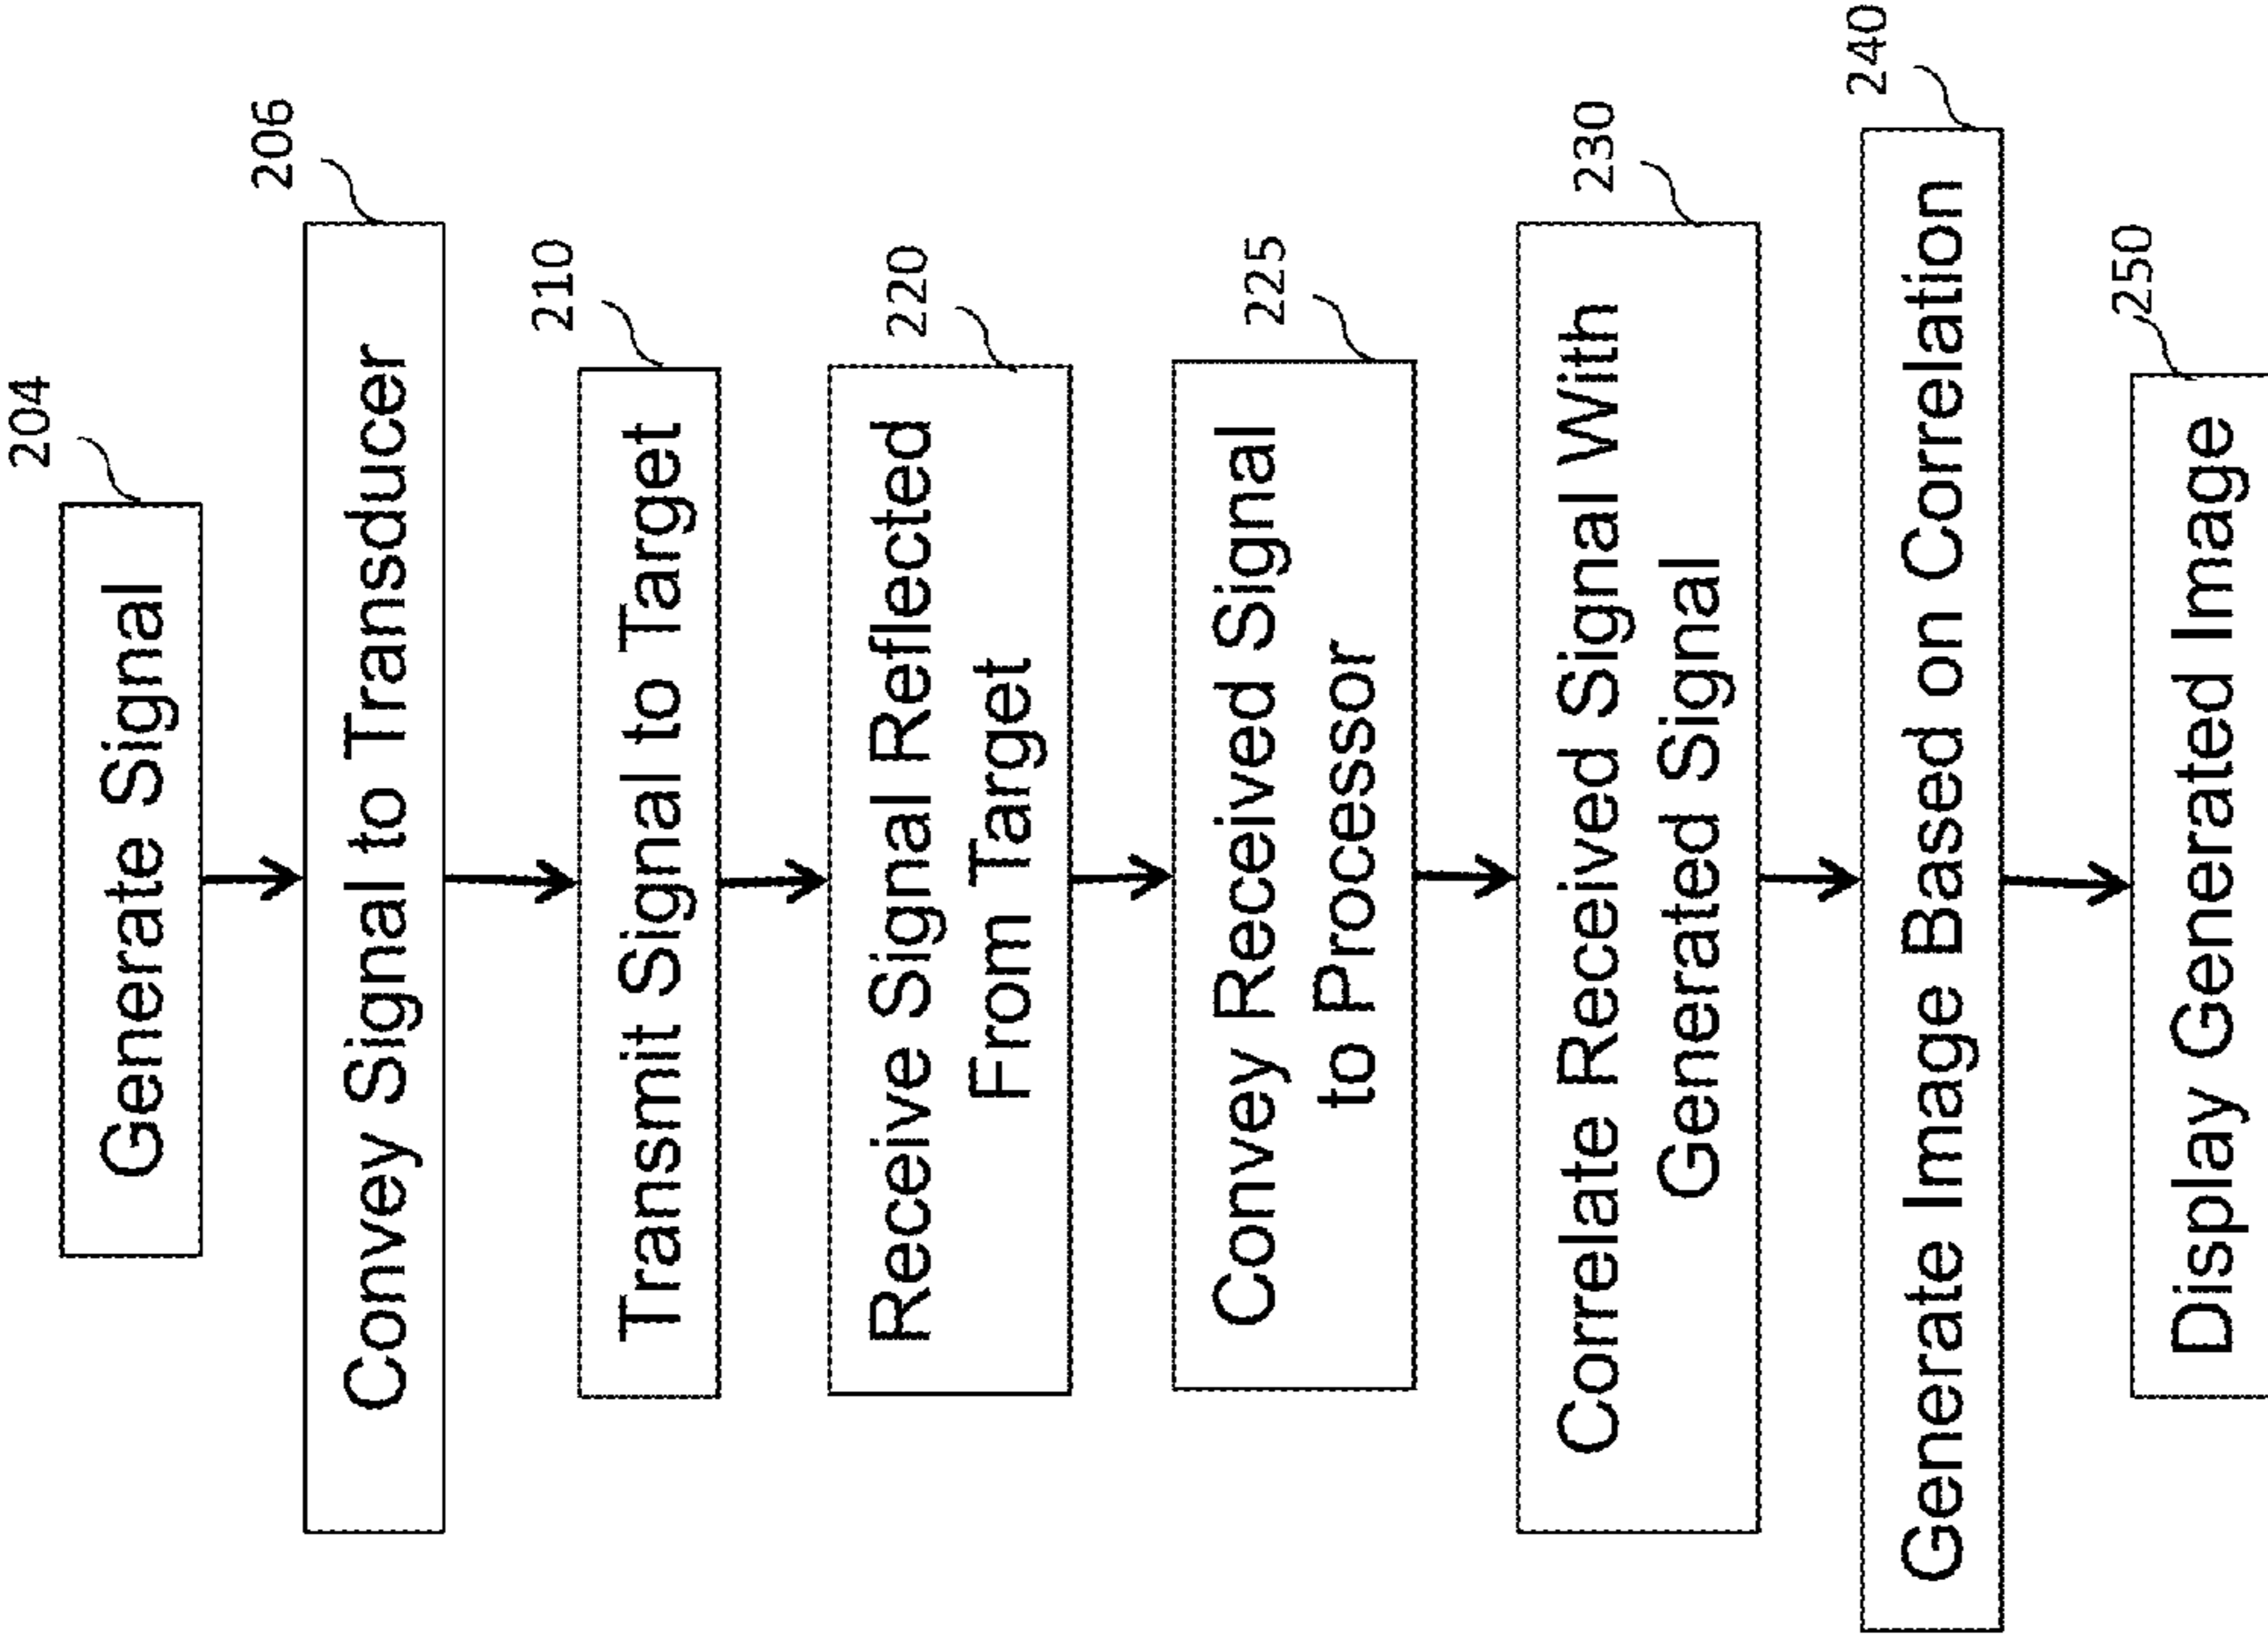 204
Generate Signal
206
Convey Signal to Transducer
210
Transmit Signal to Target
220
Receive Signal Reflected
From Target
225
Convey Received Signal
to Processor
230
Correlate Received Signal With
Generated Signal
240
Generate Image Based on Correlation
250
Display Generated Image